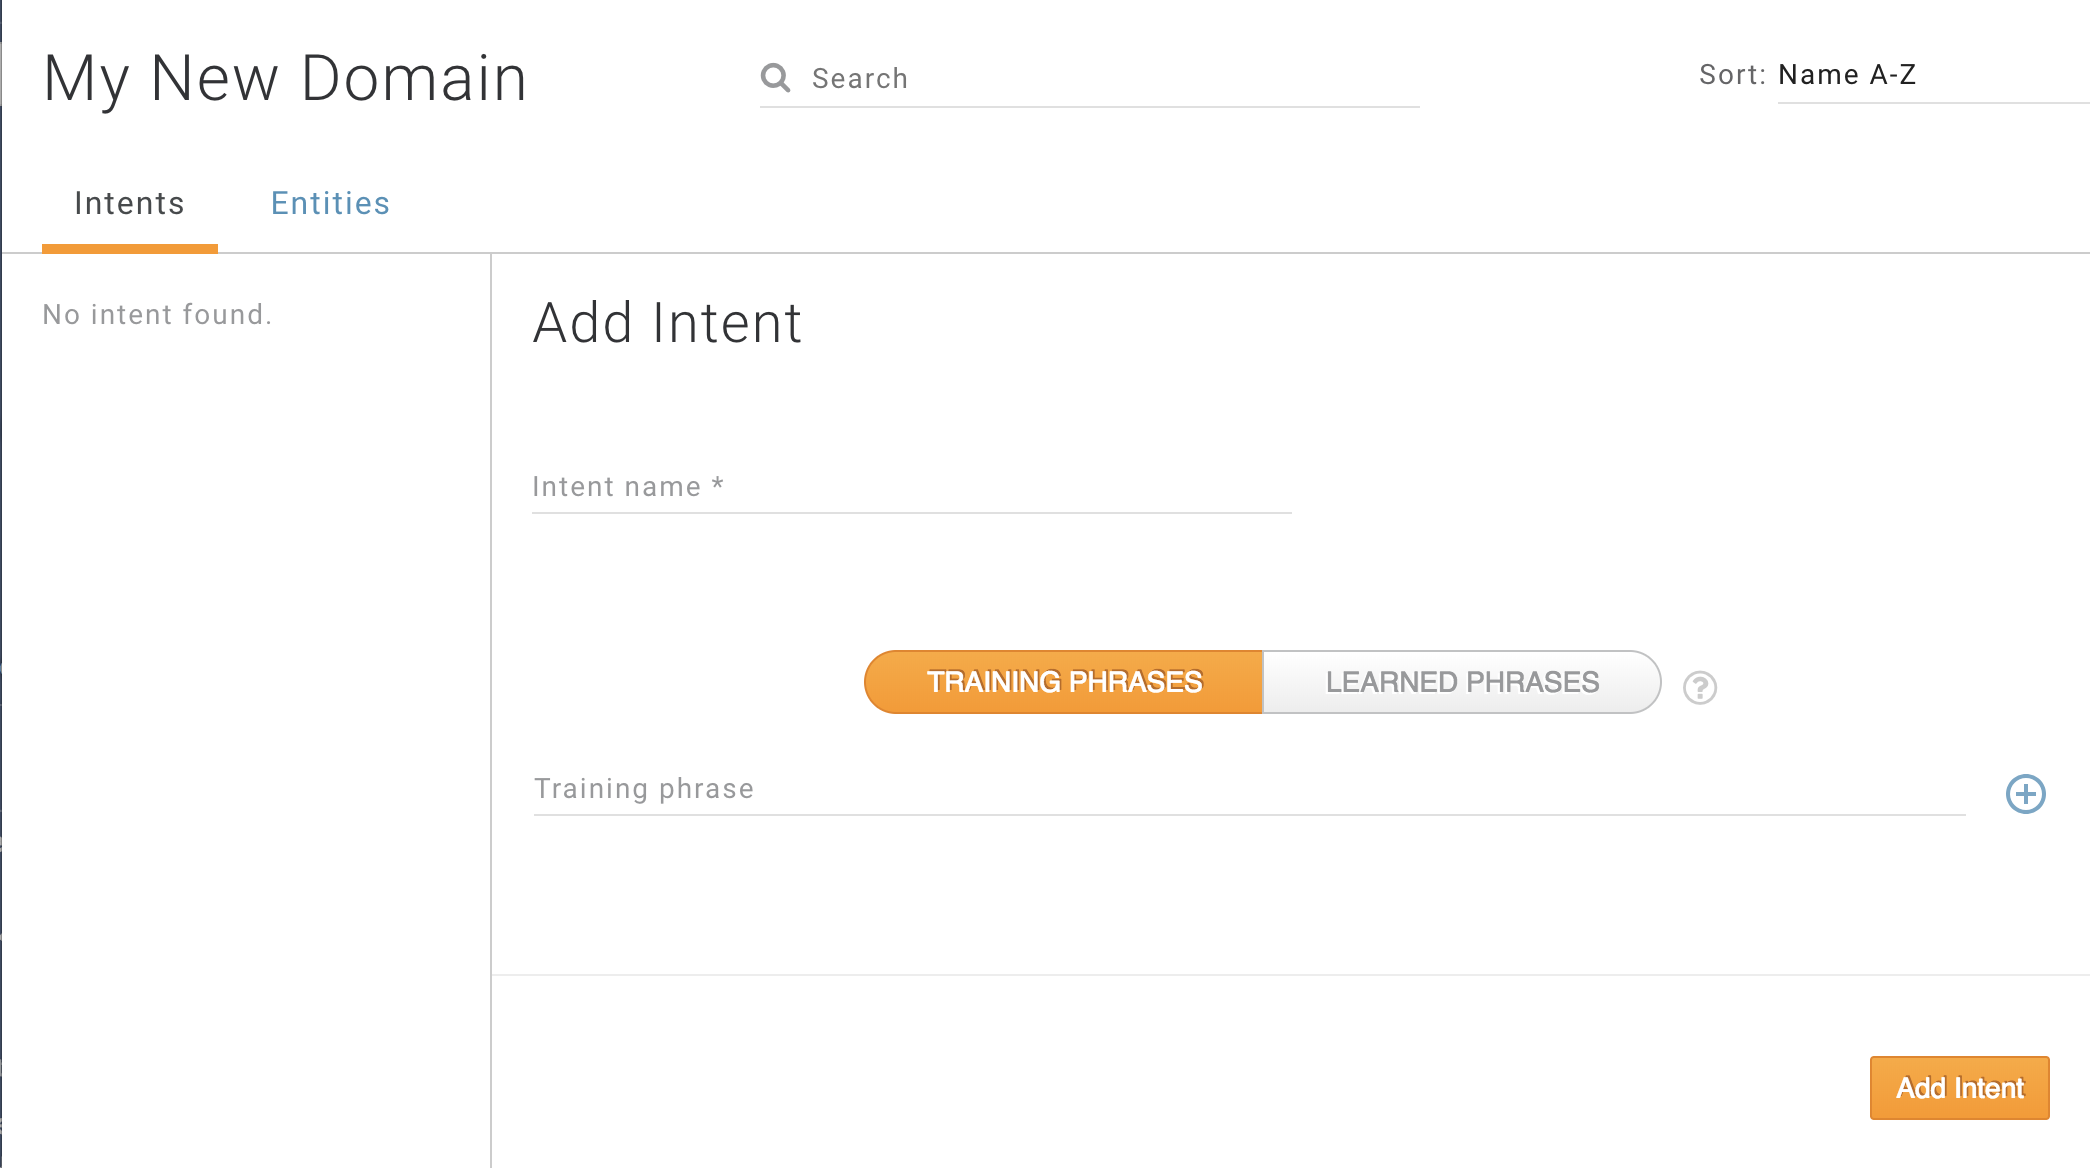 My New Domain
Search
Sort: Name A-Z
Intents
Entities
No intent found.
Add Intent
Intent name *
TRAINING PHRASES
LEARNED PHRASES
?
Training phrase
Add Intent